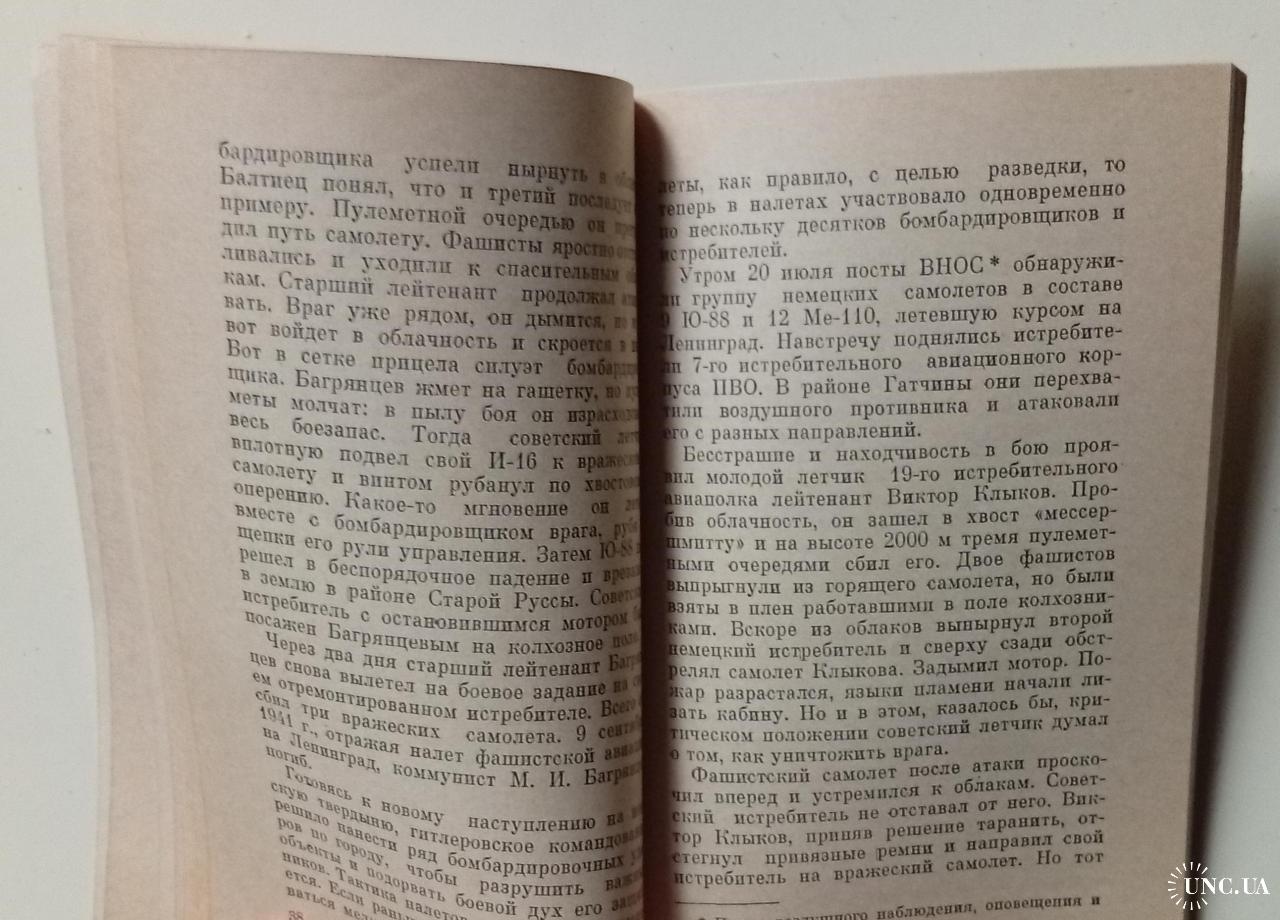 бардировщика успели нырнуть в
Балтиец понял, что и третий
примеру. Пулеметной очередью он
дил путь самолету. Фашисты яростно
ливались и уходили к спасительным
кам. Старший лейтенант продолжал
вать. Враг уже рядом, он дымится,
вот войдет в облачность и скроется в
Вот в сетке прицела силуэт
щика. Багрянцев жмет на гашетку, но
меты молчат: в пылу боя он
весь боезапас. Тогда советский
вплотную подвел свой И-16 к
самолету и винтом рубанул по
оперению. Какое-то мгновение он
вместе с бомбардировщиком врага,
щепки его рули управления. Затем Ю-88
решел в беспорядочное падение и
в землю в районе Старой Руссы.
истребитель с остановившимся мотором
посажен Багрянцевым на колхозное
Через два дня старший лейтенант
цев снова вылетел на боевое задание на
ем отремонтированном истребителе. Всего
сбил три вражеских самолета. 9
1941 г., отражая налет фашистской
на Ленинград, коммунист М. И.
погиб.
Готовясь к новому наступлению на
скую твердыню, гитлеровское
решило нанести ряд бомбардировочных
ров по городу, чтобы разрушить
объекты и подорвать боевой дух его
ников. Тактика налетов
ется. Если
ваться
38
леты, как правило, с целью разведки, то
теперь в налетах участвовало одновременно
по нескольку десятков бомбардировщиков и
истребителей.
Утром 20 июля посты ВНОС* обнаружи-
ли группу немецких самолетов в составе
9 Ю-88 и 12 Ме-110, летевшую курсом на
Ленинград. Навстречу поднялись истребите-
ли 7-го истребительного авиационного кор-
пуса ПВО. В районе Гатчины они перехва-
тили воздушного противника и атаковали
его с разных направлений.
Бесстрашие и находчивость в бою проя-
вил молодой летчик 19-го истребительного
авиаполка лейтенант Виктор Клыков. Про-
бив облачность, он зашел в хвост «мессер-
шмитту» и на высоте 2000 м тремя пулемет-
ными очередями сбил его. Двое фашистов
выпрыгнули из горящего самолета, но были
взяты в плен работавшими в поле колхозни-
ками. Вскоре из облаков выпырнул второй
немецкий истребитель и сверху сзади обст-
релял самолет Клыкова. Задымил мотор. По-
жар разрастался, языки пламени начали ли-
зать кабину. Но и в этом, казалось бы, кри-
тическом положении советский летчик думал
о том, как уничтожить врага.
Фашистский самолет после атаки проско-
чил вперед и устремился к облакам. Совет-
ский истребитель не отставал от него. Вик-
тор Клыков, приняв решение таранить, от-
стегнул привязные ремни и направил свой
истребитель на вражеский самолет. Но тот
наблюдения, оповещения и
UNC.UA